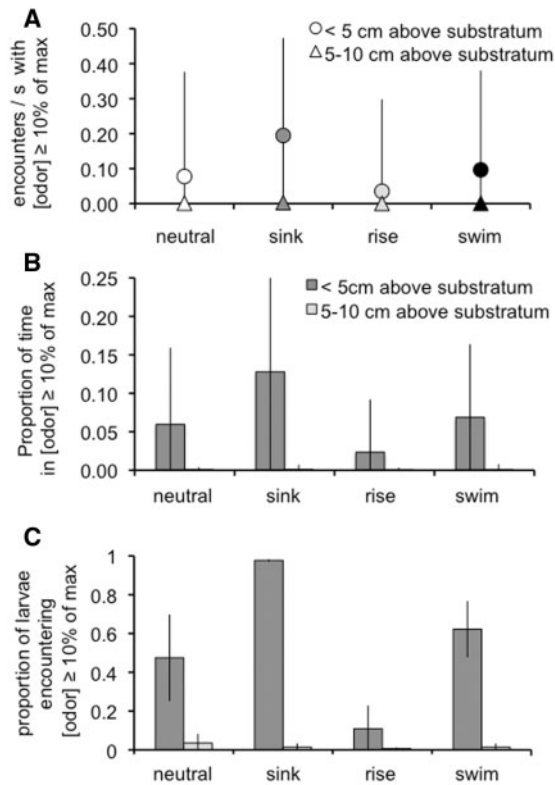 A
< 5 cm above substratum
5-10 cm above substratum
encounters / s with
[odor] ≥ 10% of max
0.50
0.40
0.30
0.20
0.10
0.00
neutral sink rise swim
B
< 5cm above substratum
5-10 cm above substratum
Proportion of time
in [odor] ≥ 10% of max
0.25
0.20
0.15
0.10
0.05
0.00
neutral sink rise swim
C
proportion of larvae
encountering
[odor] ≥ 10% of max
1
0.8
0.6
0.4
0.2
0
neutral sink rise swim